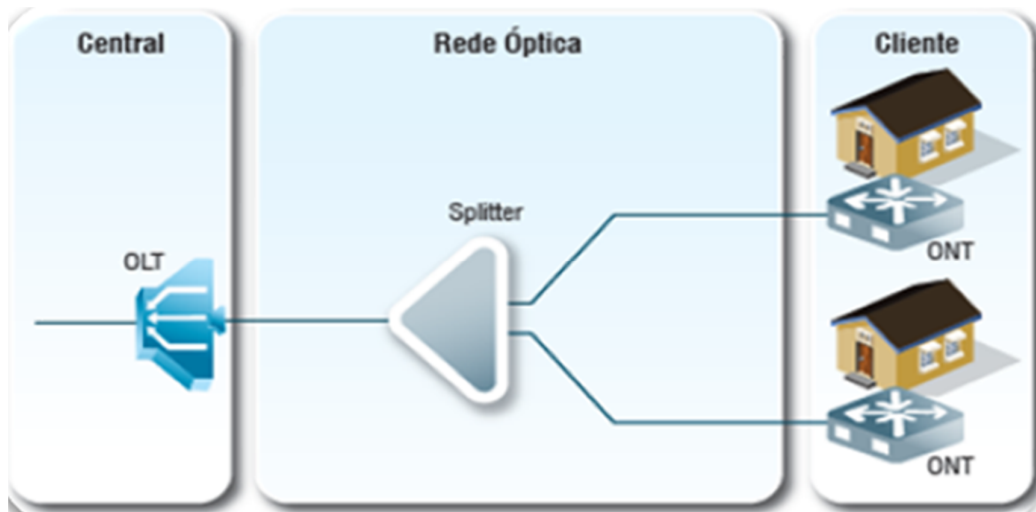 Central
Rede Óptica
Cliente
Splitter
OLT
ONT
ONT